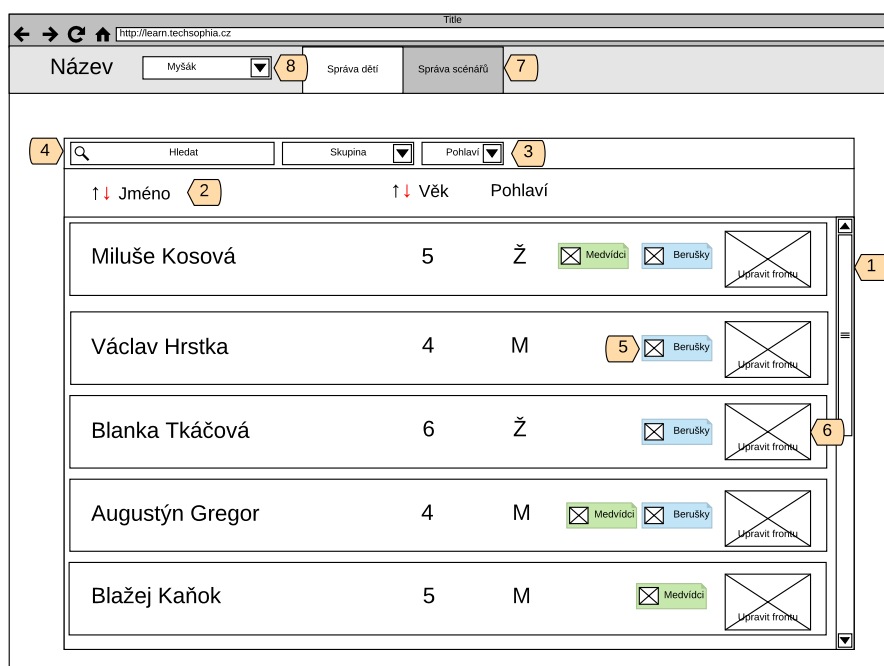 Title
http://learn.techsophia.cz
Název Myšák 8 Správa dětí Správa scénářů 7
4 Hledat Skupina Pohlaví 3
↑↓ Jméno 2 ↑↓ Věk Pohlaví
Miluše Kosová 5 Ž Medvídci Berušky Upravit frontu 1
Václav Hrstka 4 M 5 Berušky Upravit frontu
Blanka Tkáčová 6 Ž Berušky Upravit frontu 6
Augustýn Gregor 4 M Medvídci Berušky Upravit frontu
Blažej Kaňok 5 M Medvídci Upravit frontu